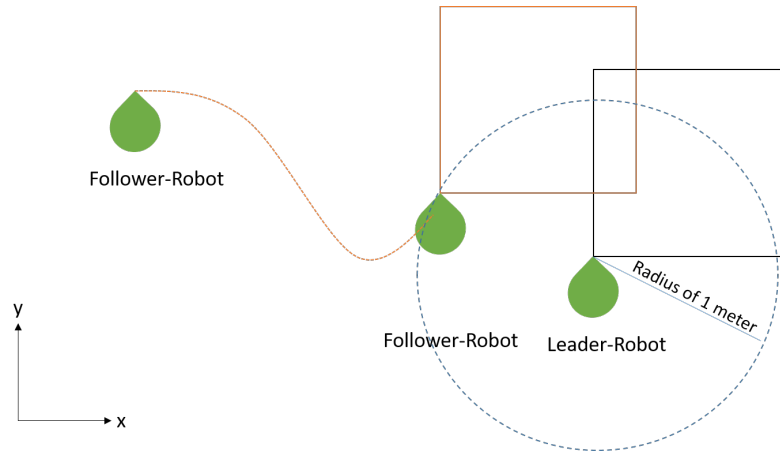 Follower-Robot
Radius of 1 meter
y
Follower-Robot
Leader-Robot
x